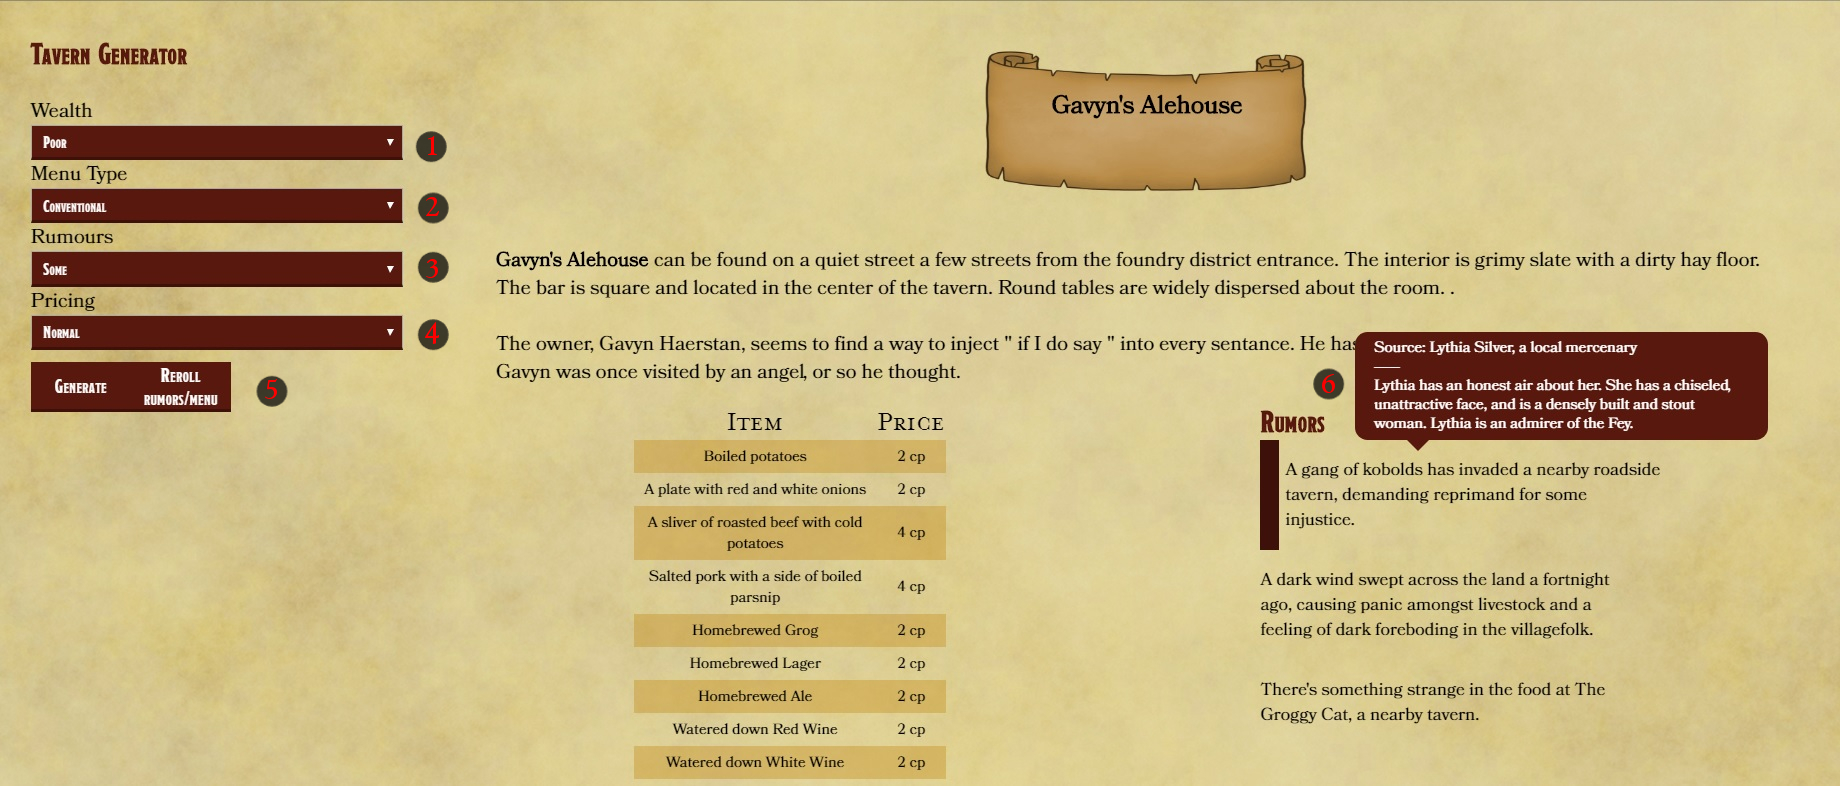 Tavern Generator
Wealth
Poor
1
Menu Type
Conventional
2
Rumours
Some
3
Pricing
Normal
4
Generate
Reroll
rumors/menu
5
Gavyn's Alehouse
Gavyn's Alehouse can be found on a quiet street a few streets from the foundry district entrance. The interior is grimy slate with a dirty hay floor.
The bar is square and located in the center of the tavern. Round tables are widely dispersed about the room. .
The owner, Gavyn Haerstan, seems to find a way to inject " if I do say " into every sentance. He has
Gavyn was once visited by an angel, or so he thought.
Item Price
Boiled potatoes 2 cp
A plate with red and white onions 2 cp
A sliver of roasted beef with cold
potatoes
4 cp
Salted pork with a side of boiled
parsnip
4 cp
Homebrewed Grog 2 cp
Homebrewed Lager 2 cp
Homebrewed Ale 2 cp
Watered down Red Wine 2 cp
Watered down White Wine 2 cp
6
Source: Lythia Silver, a local mercenary
Lythia has an honest air about her. She has a chiseled,
unattractive face, and is a densely built and stout
woman. Lythia is an admirer of the Fey.
Rumors
A gang of kobolds has invaded a nearby roadside
tavern, demanding reprimand for some
injustice.
A dark wind swept across the land a fortnight
ago, causing panic amongst livestock and a
feeling of dark foreboding in the villagefolk.
There's something strange in the food at The
Groggy Cat, a nearby tavern.